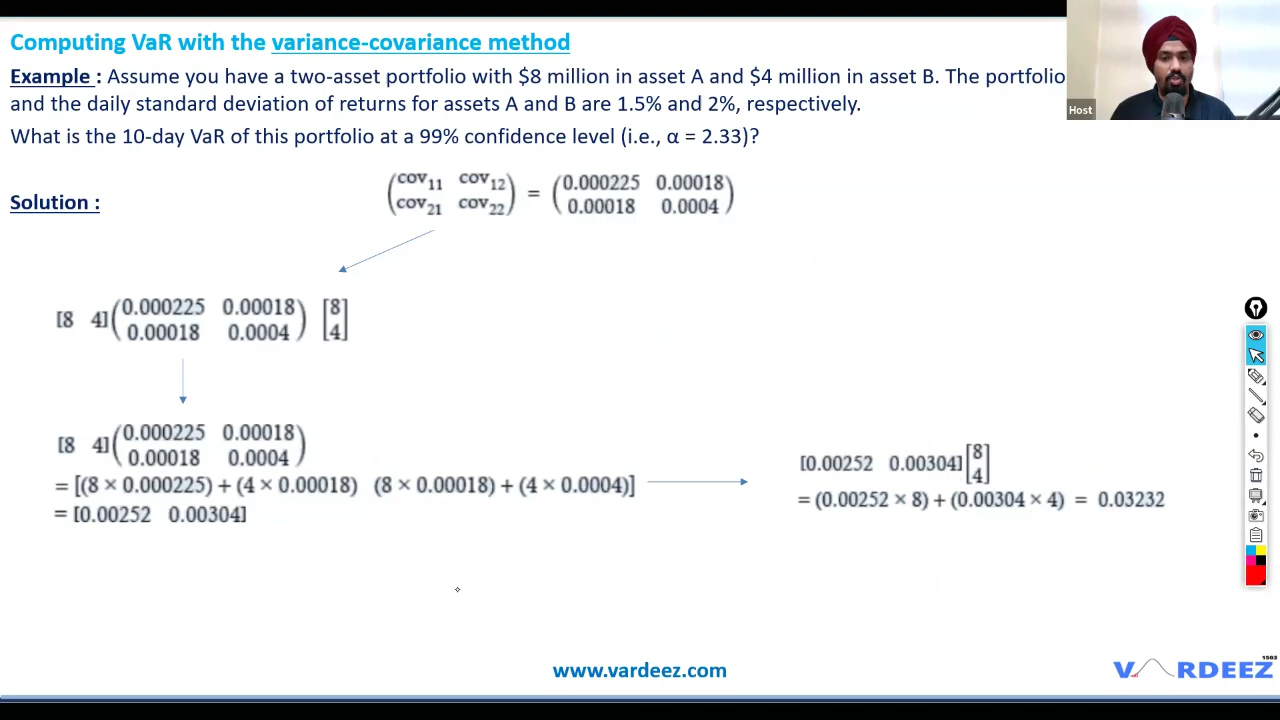 Computing VaR with the variance-covariance method
Example : Assume you have a two-asset portfolio with $8 million in asset A and $4 million in asset B. The portfolio
and the daily standard deviation of returns for assets A and B are 1.5% and 2%, respectively.
Host
What is the 10-day VaR of this portfolio at a 99% confidence level (i.e., α = 2.33)?
Solution :
(cov11 cov12) = (0.000225 0.00018)
(cov21 cov22) (0.00018 0.0004)
[8 4](0.000225 0.00018) [8]
(0.00018 0.0004) [4]
[8 4](0.000225 0.00018)
(0.00018 0.0004)
= [(8 × 0.000225) + (4 × 0.00018) (8 × 0.00018) + (4 × 0.0004)]
= [0.00252 0.00304]
[0.00252 0.00304][8]
[4]
= (0.00252 × 8) + (0.00304 × 4) = 0.03232
www.vardeez.com
VARDEEZ 1503